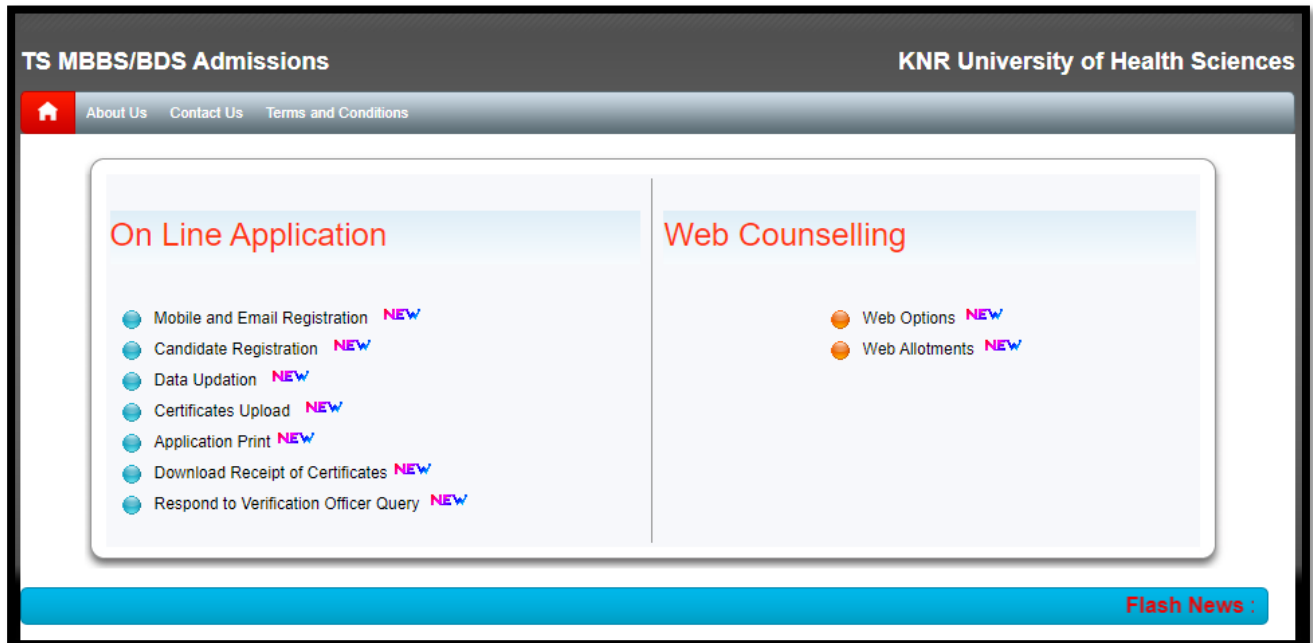 TS MBBS/BDS Admissions
KNR University of Health Sciences
About Us Contact Us Terms and Conditions
On Line Application
Mobile and Email Registration NEW
Candidate Registration NEW
Data Updation NEW
Certificates Upload NEW
Application Print NEW
Download Receipt of Certificates NEW
Respond to Verification Officer Query NEW
Web Counselling
Web Options NEW
Web Allotments NEW
Flash News :